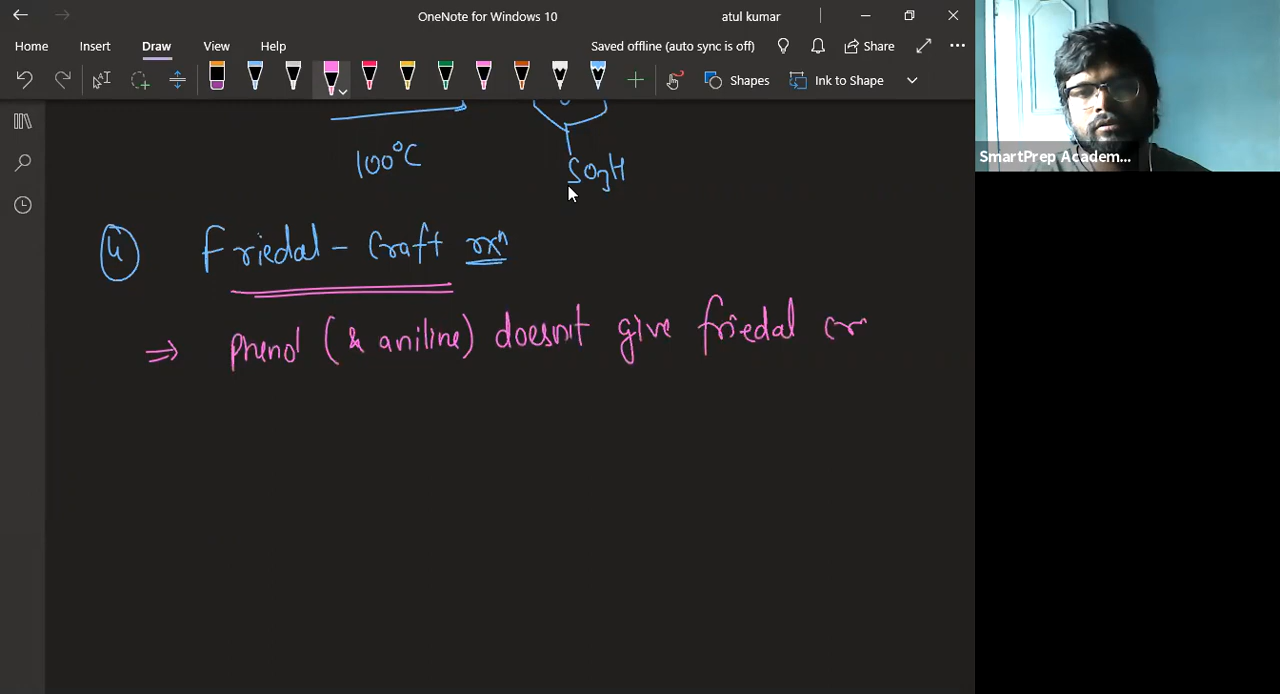 OneNote for Windows 10
atul kumar
Home Insert Draw View Help
Saved offline (auto sync is off)
Share
Shapes
Ink to Shape
SmartPrep Academ...
100°C
SO3H
4 Friedal - Craft rxn
⇒ phenol (& aniline) doesn't give friedal cr